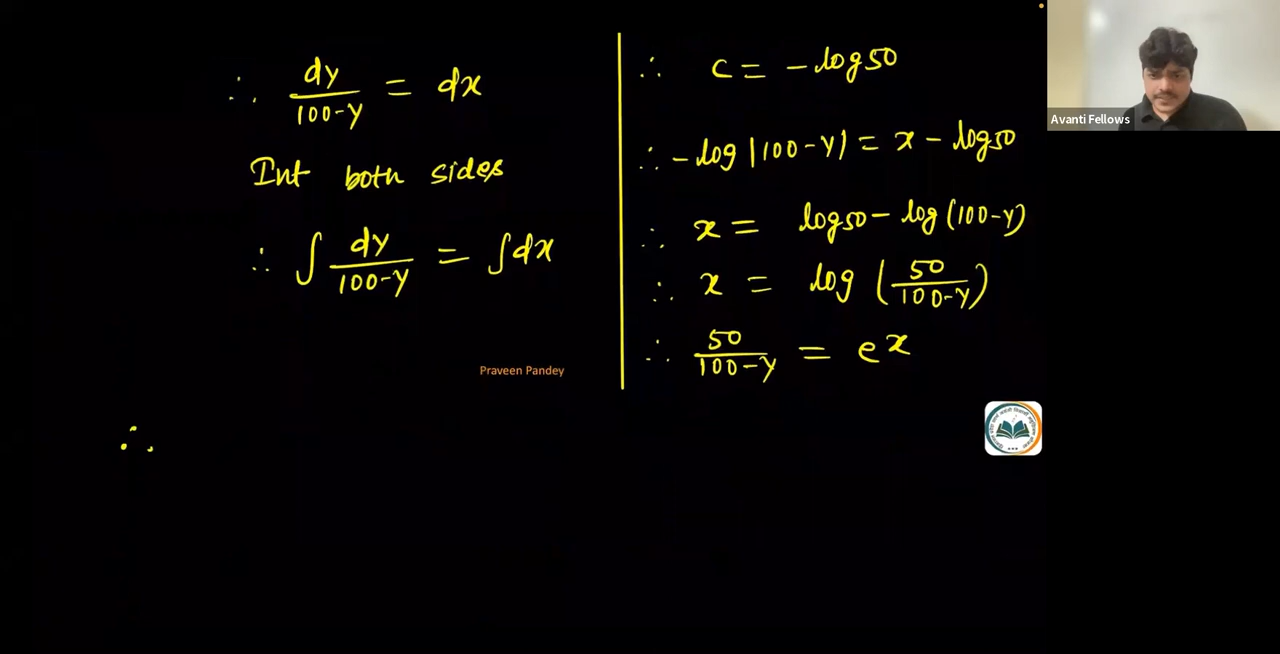 ∴ dy/(100-y) = dx
Int both sides
∴ ∫ dy/(100-y) = ∫dx
Praveen Pandey
∴
∴ c = -log50
∴ -log|100-y| = x - log50
∴ x = log50 - log(100-y)
∴ x = log (50/(100-y))
∴ 50/(100-y) = e^x
Avanti Fellows